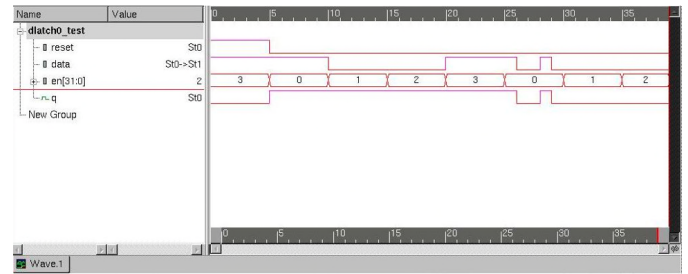 Name Value 0 5 10 15 20 25 30 35
dlatch0_test
reset St0
data St0->St1
en[31:0] 2 3 0 1 2 3 0 1 2
q St0
New Group
0 5 10 15 20 25 30 35
Wave.1